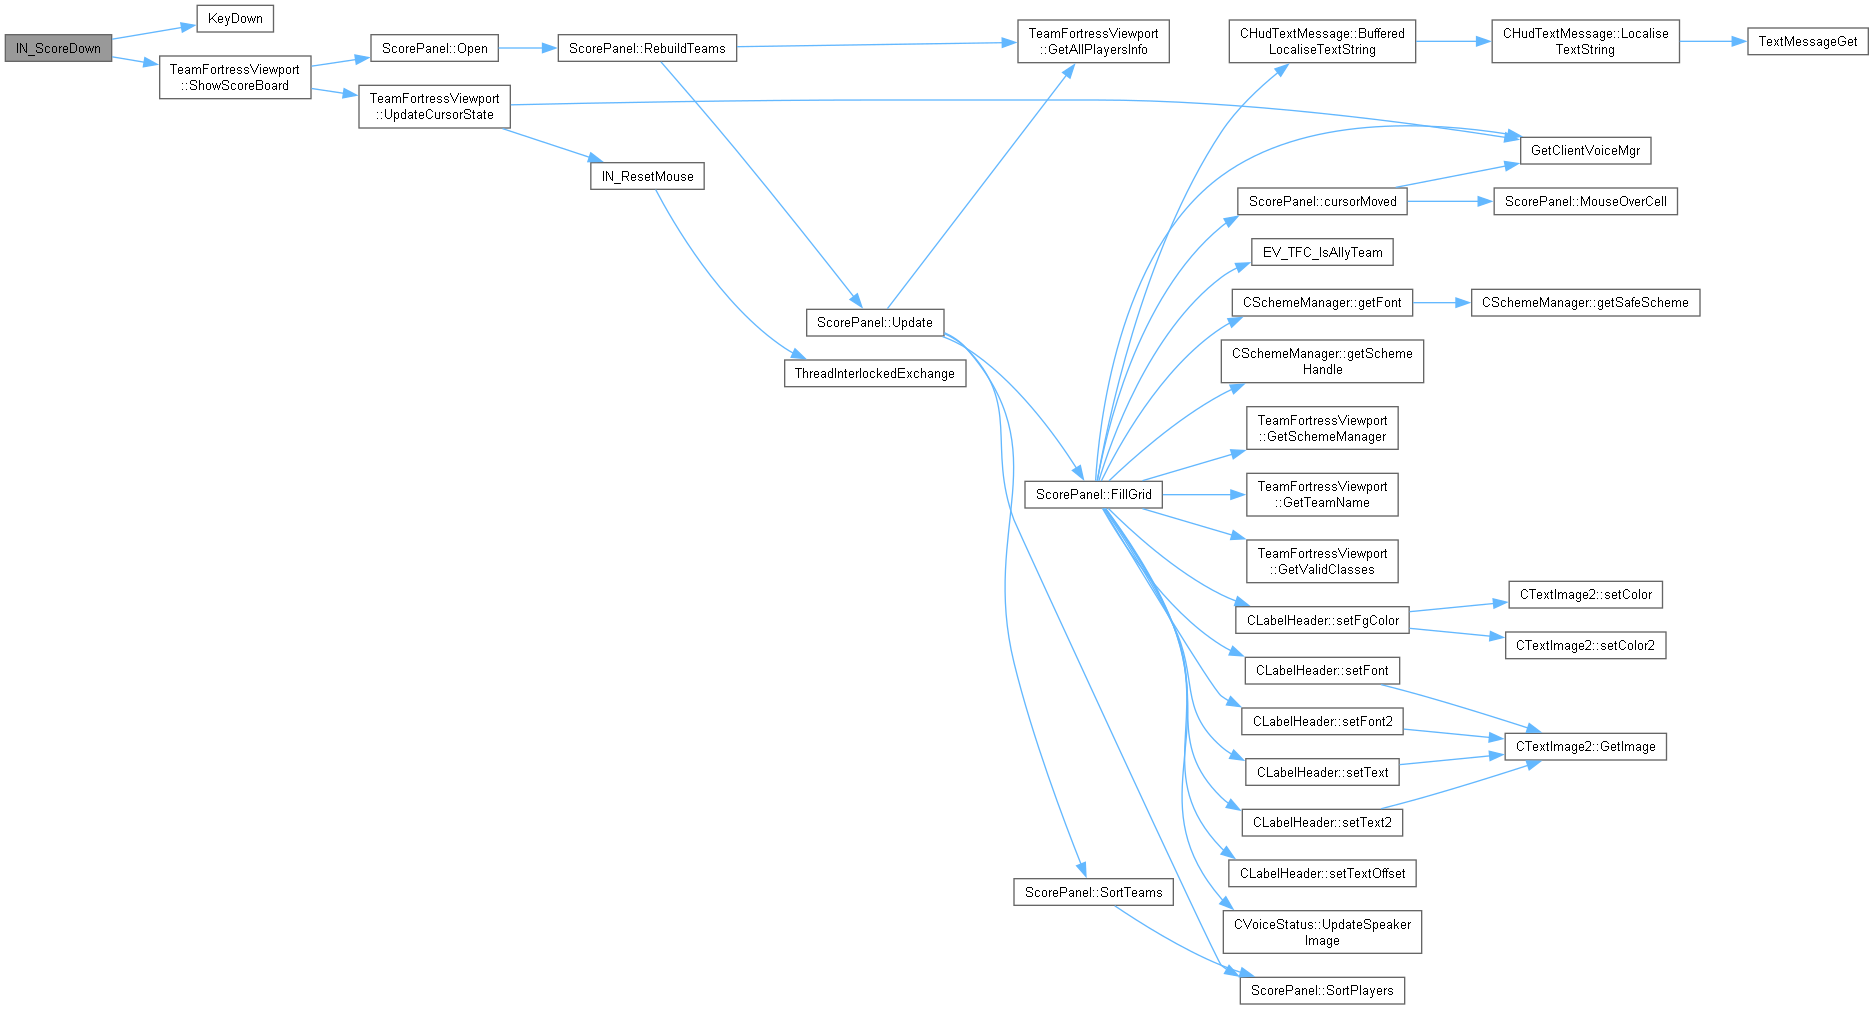 IN_ScoreDown
KeyDown
TeamFortressViewport
::ShowScoreBoard
ScorePanel::Open
TeamFortressViewport
::UpdateCursorState
ScorePanel::RebuildTeams
IN_ResetMouse
ScorePanel::Update
ThreadInterlockedExchange
TeamFortressViewport
::GetAllPlayersInfo
ScorePanel::FillGrid
ScorePanel::SortTeams
CHudTextMessage::Buffered
LocaliseTextString
ScorePanel::cursorMoved
EV_TFC_IsAllyTeam
CSchemeManager::getFont
CSchemeManager::getScheme
Handle
TeamFortressViewport
::GetSchemeManager
TeamFortressViewport
::GetTeamName
TeamFortressViewport
::GetValidClasses
CLabelHeader::setFgColor
CLabelHeader::setFont
CLabelHeader::setFont2
CLabelHeader::setText
CLabelHeader::setText2
CLabelHeader::setTextOffset
CVoiceStatus::UpdateSpeaker
Image
ScorePanel::SortPlayers
CHudTextMessage::Localise
TextString
GetClientVoiceMgr
ScorePanel::MouseOverCell
CSchemeManager::getSafeScheme
CTextImage2::setColor
CTextImage2::setColor2
CTextImage2::GetImage
TextMessageGet